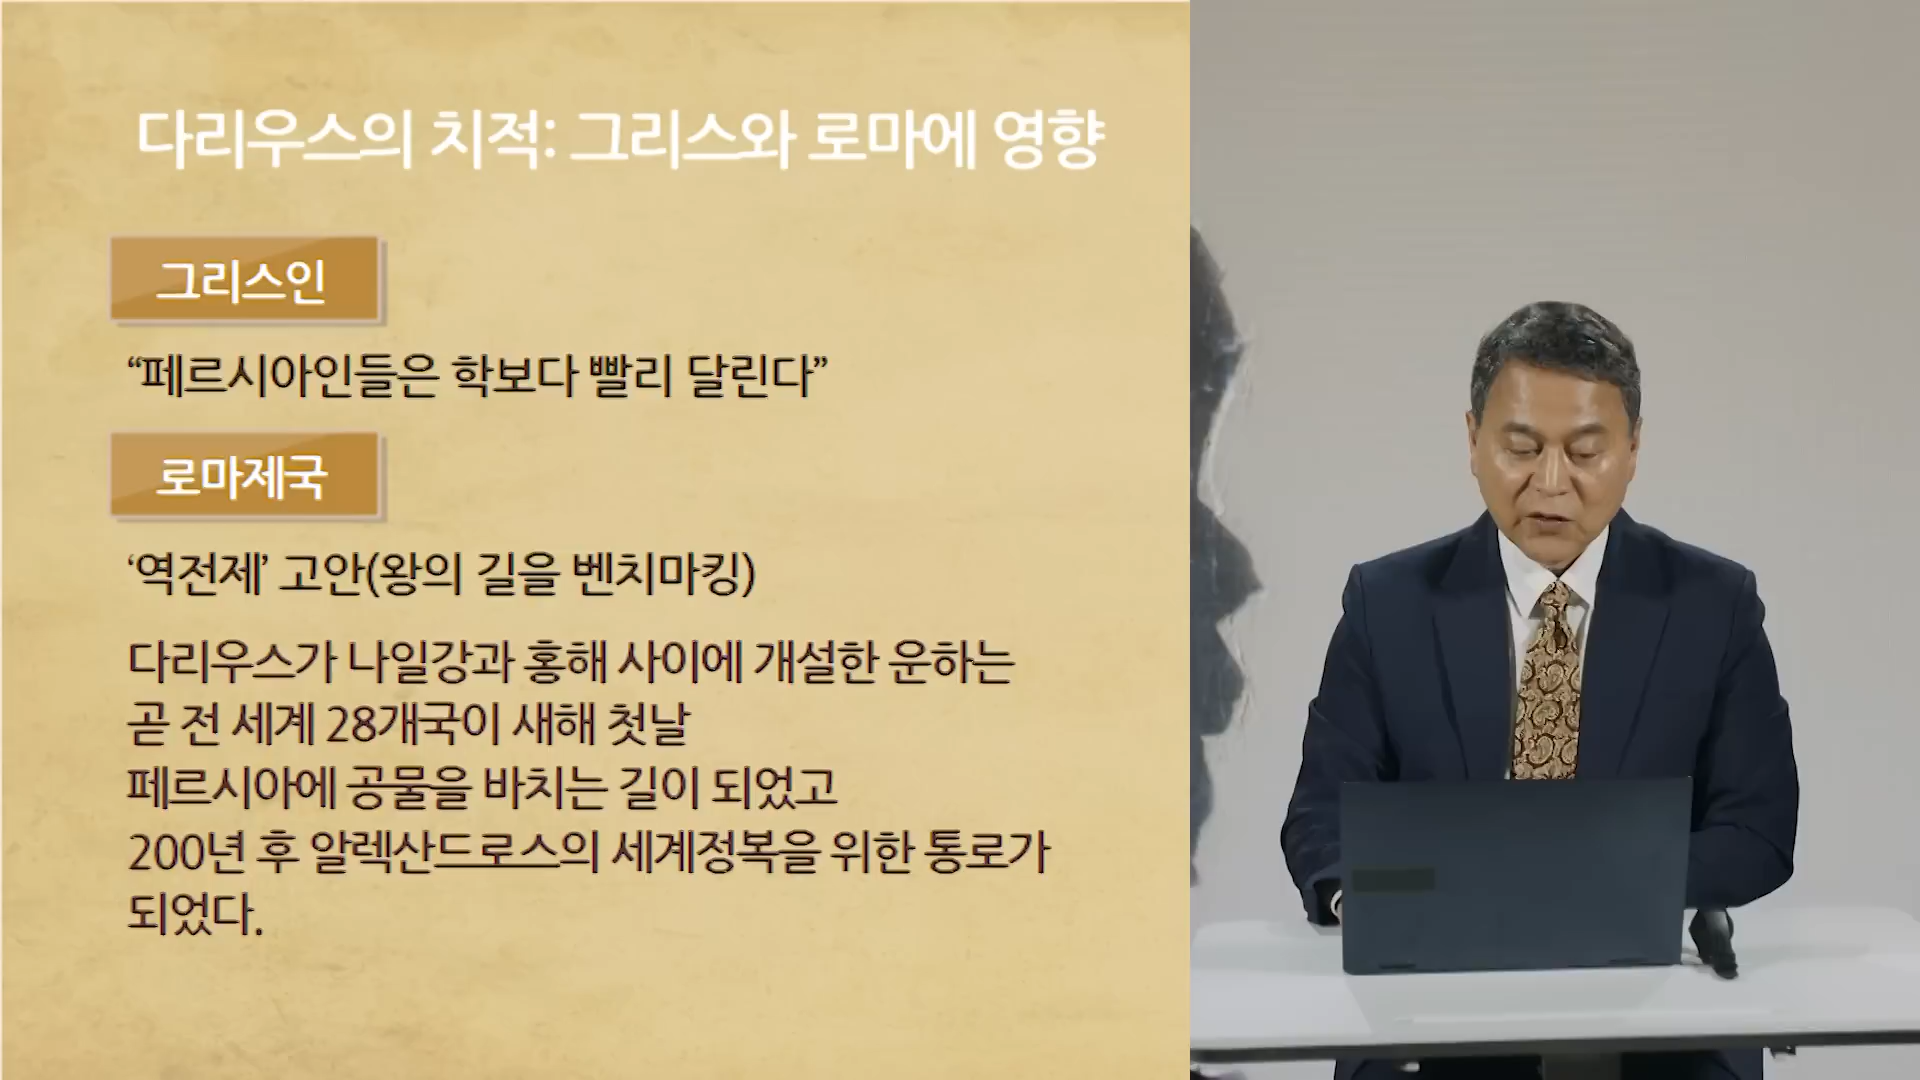 다리우스의 치적: 그리스와 로마에 영향
그리스인
“페르시아인들은 학보다 빨리 달린다”
로마제국
‘역전제’ 고안(왕의 길을 벤치마킹)
다리우스가 나일강과 홍해 사이에 개설한 운하는
곧 전 세계 28개국이 새해 첫날
페르시아에 공물을 바치는 길이 되었고
200년 후 알렉산드로스의 세계정복을 위한 통로가
되었다.